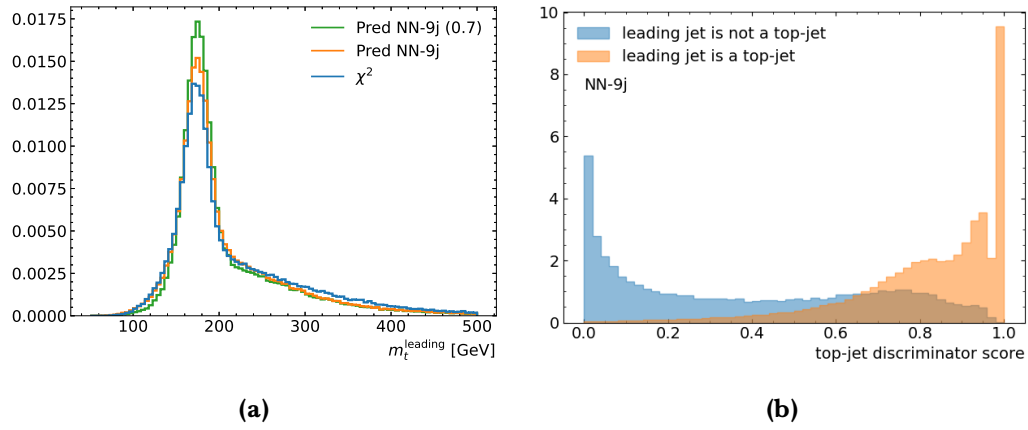 0.0175
0.0150
0.0125
0.0100
0.0075
0.0050
0.0025
0.0000
Pred NN-9j (0.7)
Pred NN-9j
χ²
100 200 300 400 500
m_t^leading [GeV]
(a)
10
8
6
4
2
0
leading jet is not a top-jet
leading jet is a top-jet
NN-9j
0.0 0.2 0.4 0.6 0.8 1.0
top-jet discriminator score
(b)